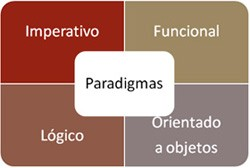 Imperativo
Funcional
Paradigmas
Lógico
Orientado
a objetos